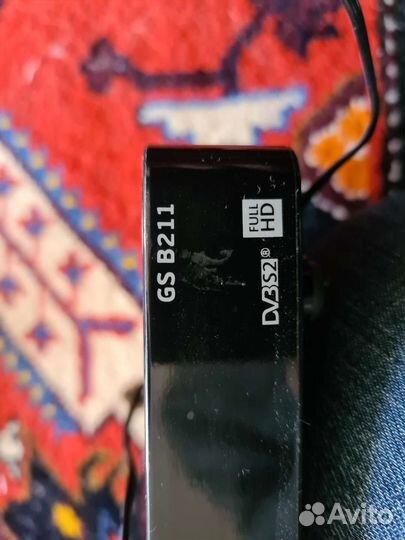 GS B211
FULL
HD
DVB S2®
Avito